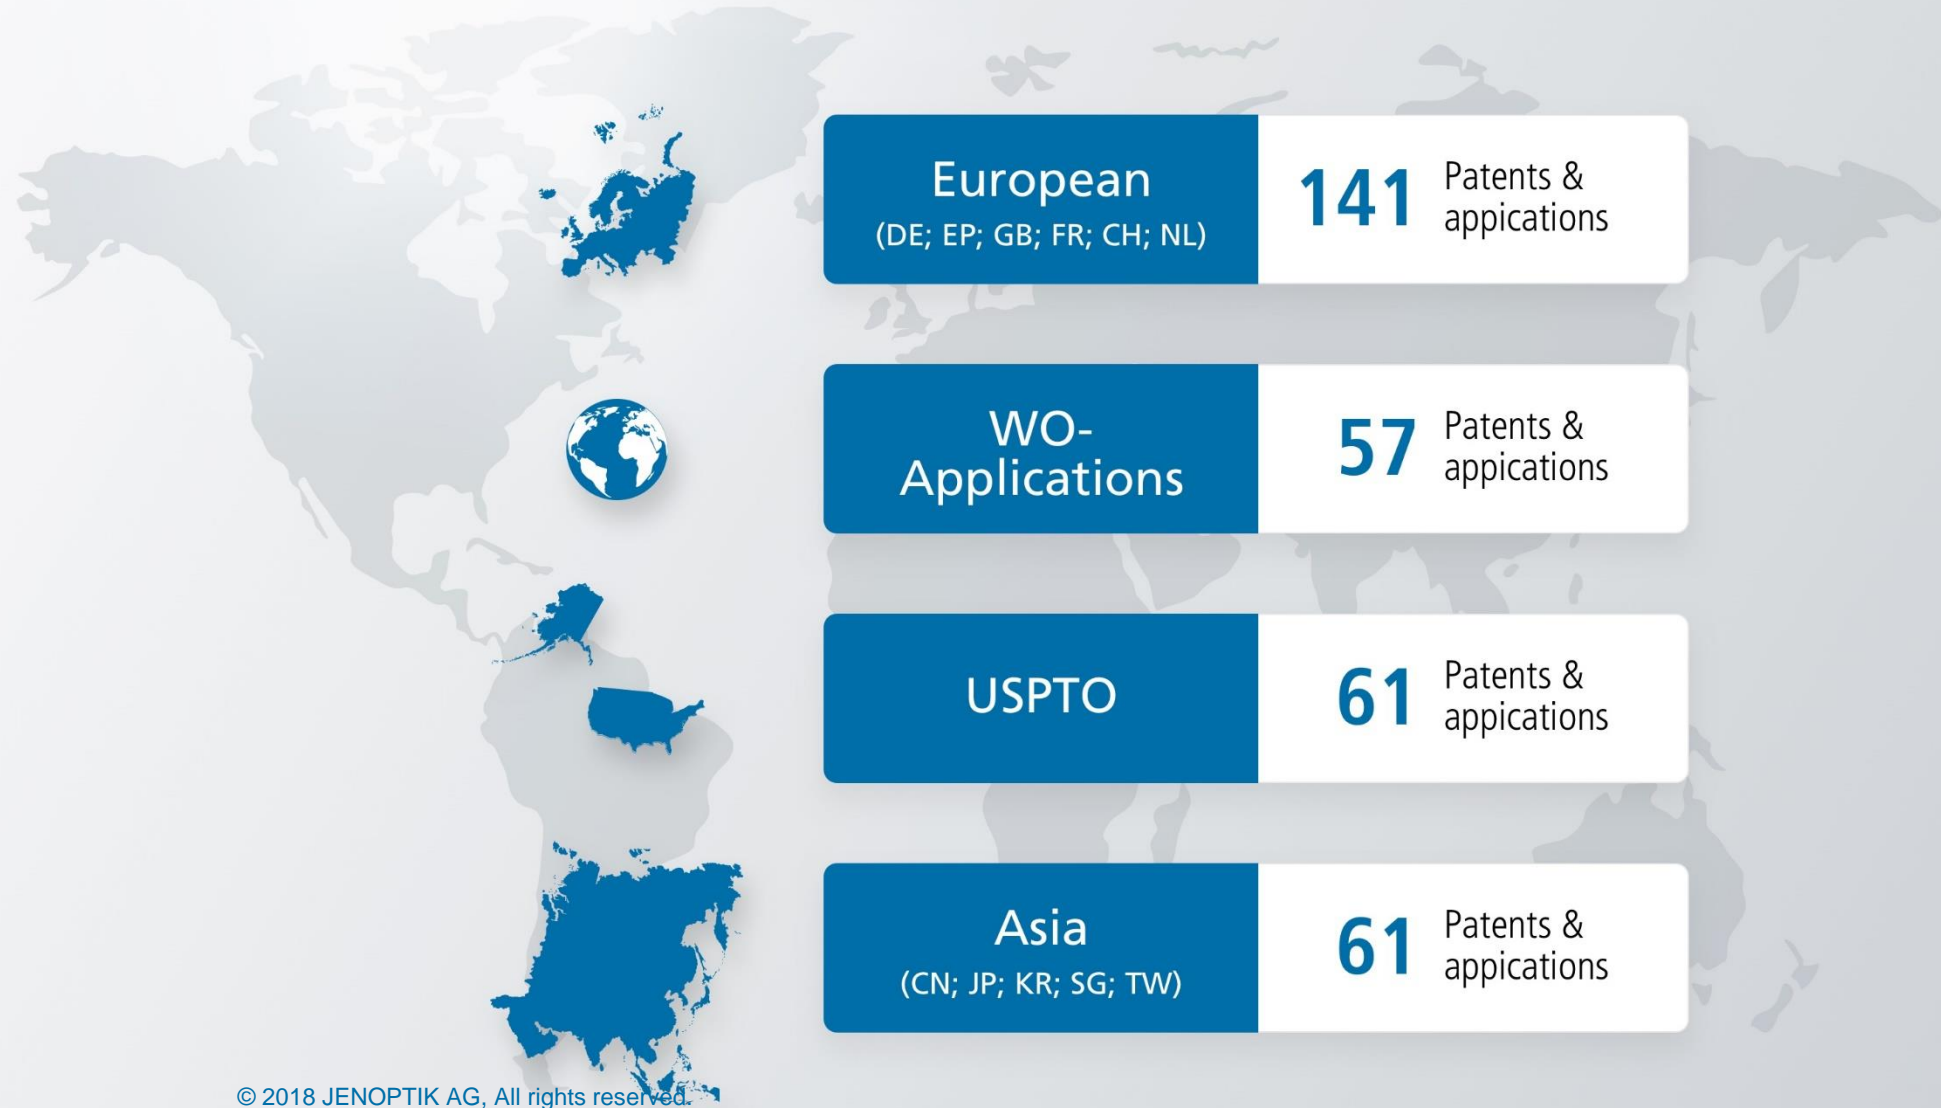 European
(DE; EP; GB; FR; CH; NL)
141
Patents &
appications
WO-
Applications
57
Patents &
appications
USPTO
61
Patents &
appications
Asia
(CN; JP; KR; SG; TW)
61
Patents &
appications
© 2018 JENOPTIK AG, All rights reserved.